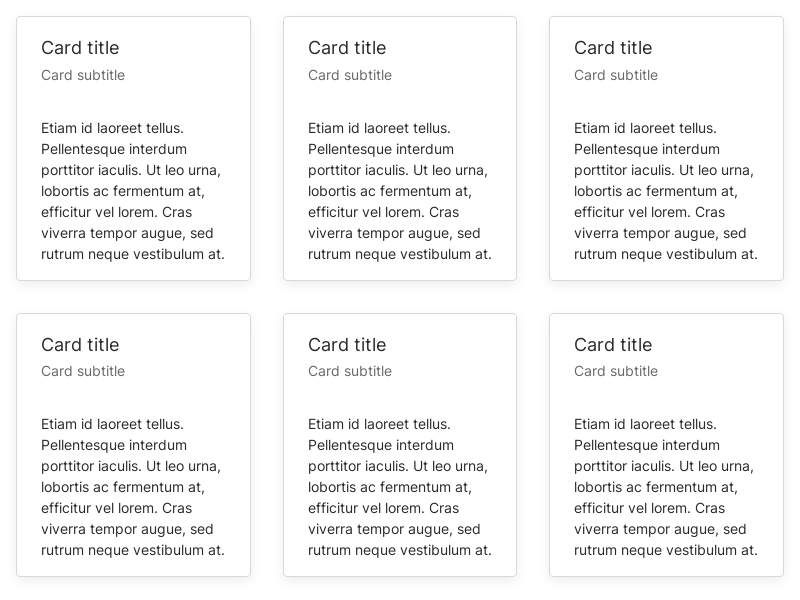 Card title
Card subtitle
Etiam id laoreet tellus.
Pellentesque interdum
porttitor iaculis. Ut leo urna,
lobortis ac fermentum at,
efficitur vel lorem. Cras
viverra tempor augue, sed
rutrum neque vestibulum at.
Card title
Card subtitle
Etiam id laoreet tellus.
Pellentesque interdum
porttitor iaculis. Ut leo urna,
lobortis ac fermentum at,
efficitur vel lorem. Cras
viverra tempor augue, sed
rutrum neque vestibulum at.
Card title
Card subtitle
Etiam id laoreet tellus.
Pellentesque interdum
porttitor iaculis. Ut leo urna,
lobortis ac fermentum at,
efficitur vel lorem. Cras
viverra tempor augue, sed
rutrum neque vestibulum at.
Card title
Card subtitle
Etiam id laoreet tellus.
Pellentesque interdum
porttitor iaculis. Ut leo urna,
lobortis ac fermentum at,
efficitur vel lorem. Cras
viverra tempor augue, sed
rutrum neque vestibulum at.
Card title
Card subtitle
Etiam id laoreet tellus.
Pellentesque interdum
porttitor iaculis. Ut leo urna,
lobortis ac fermentum at,
efficitur vel lorem. Cras
viverra tempor augue, sed
rutrum neque vestibulum at.
Card title
Card subtitle
Etiam id laoreet tellus.
Pellentesque interdum
porttitor iaculis. Ut leo urna,
lobortis ac fermentum at,
efficitur vel lorem. Cras
viverra tempor augue, sed
rutrum neque vestibulum at.